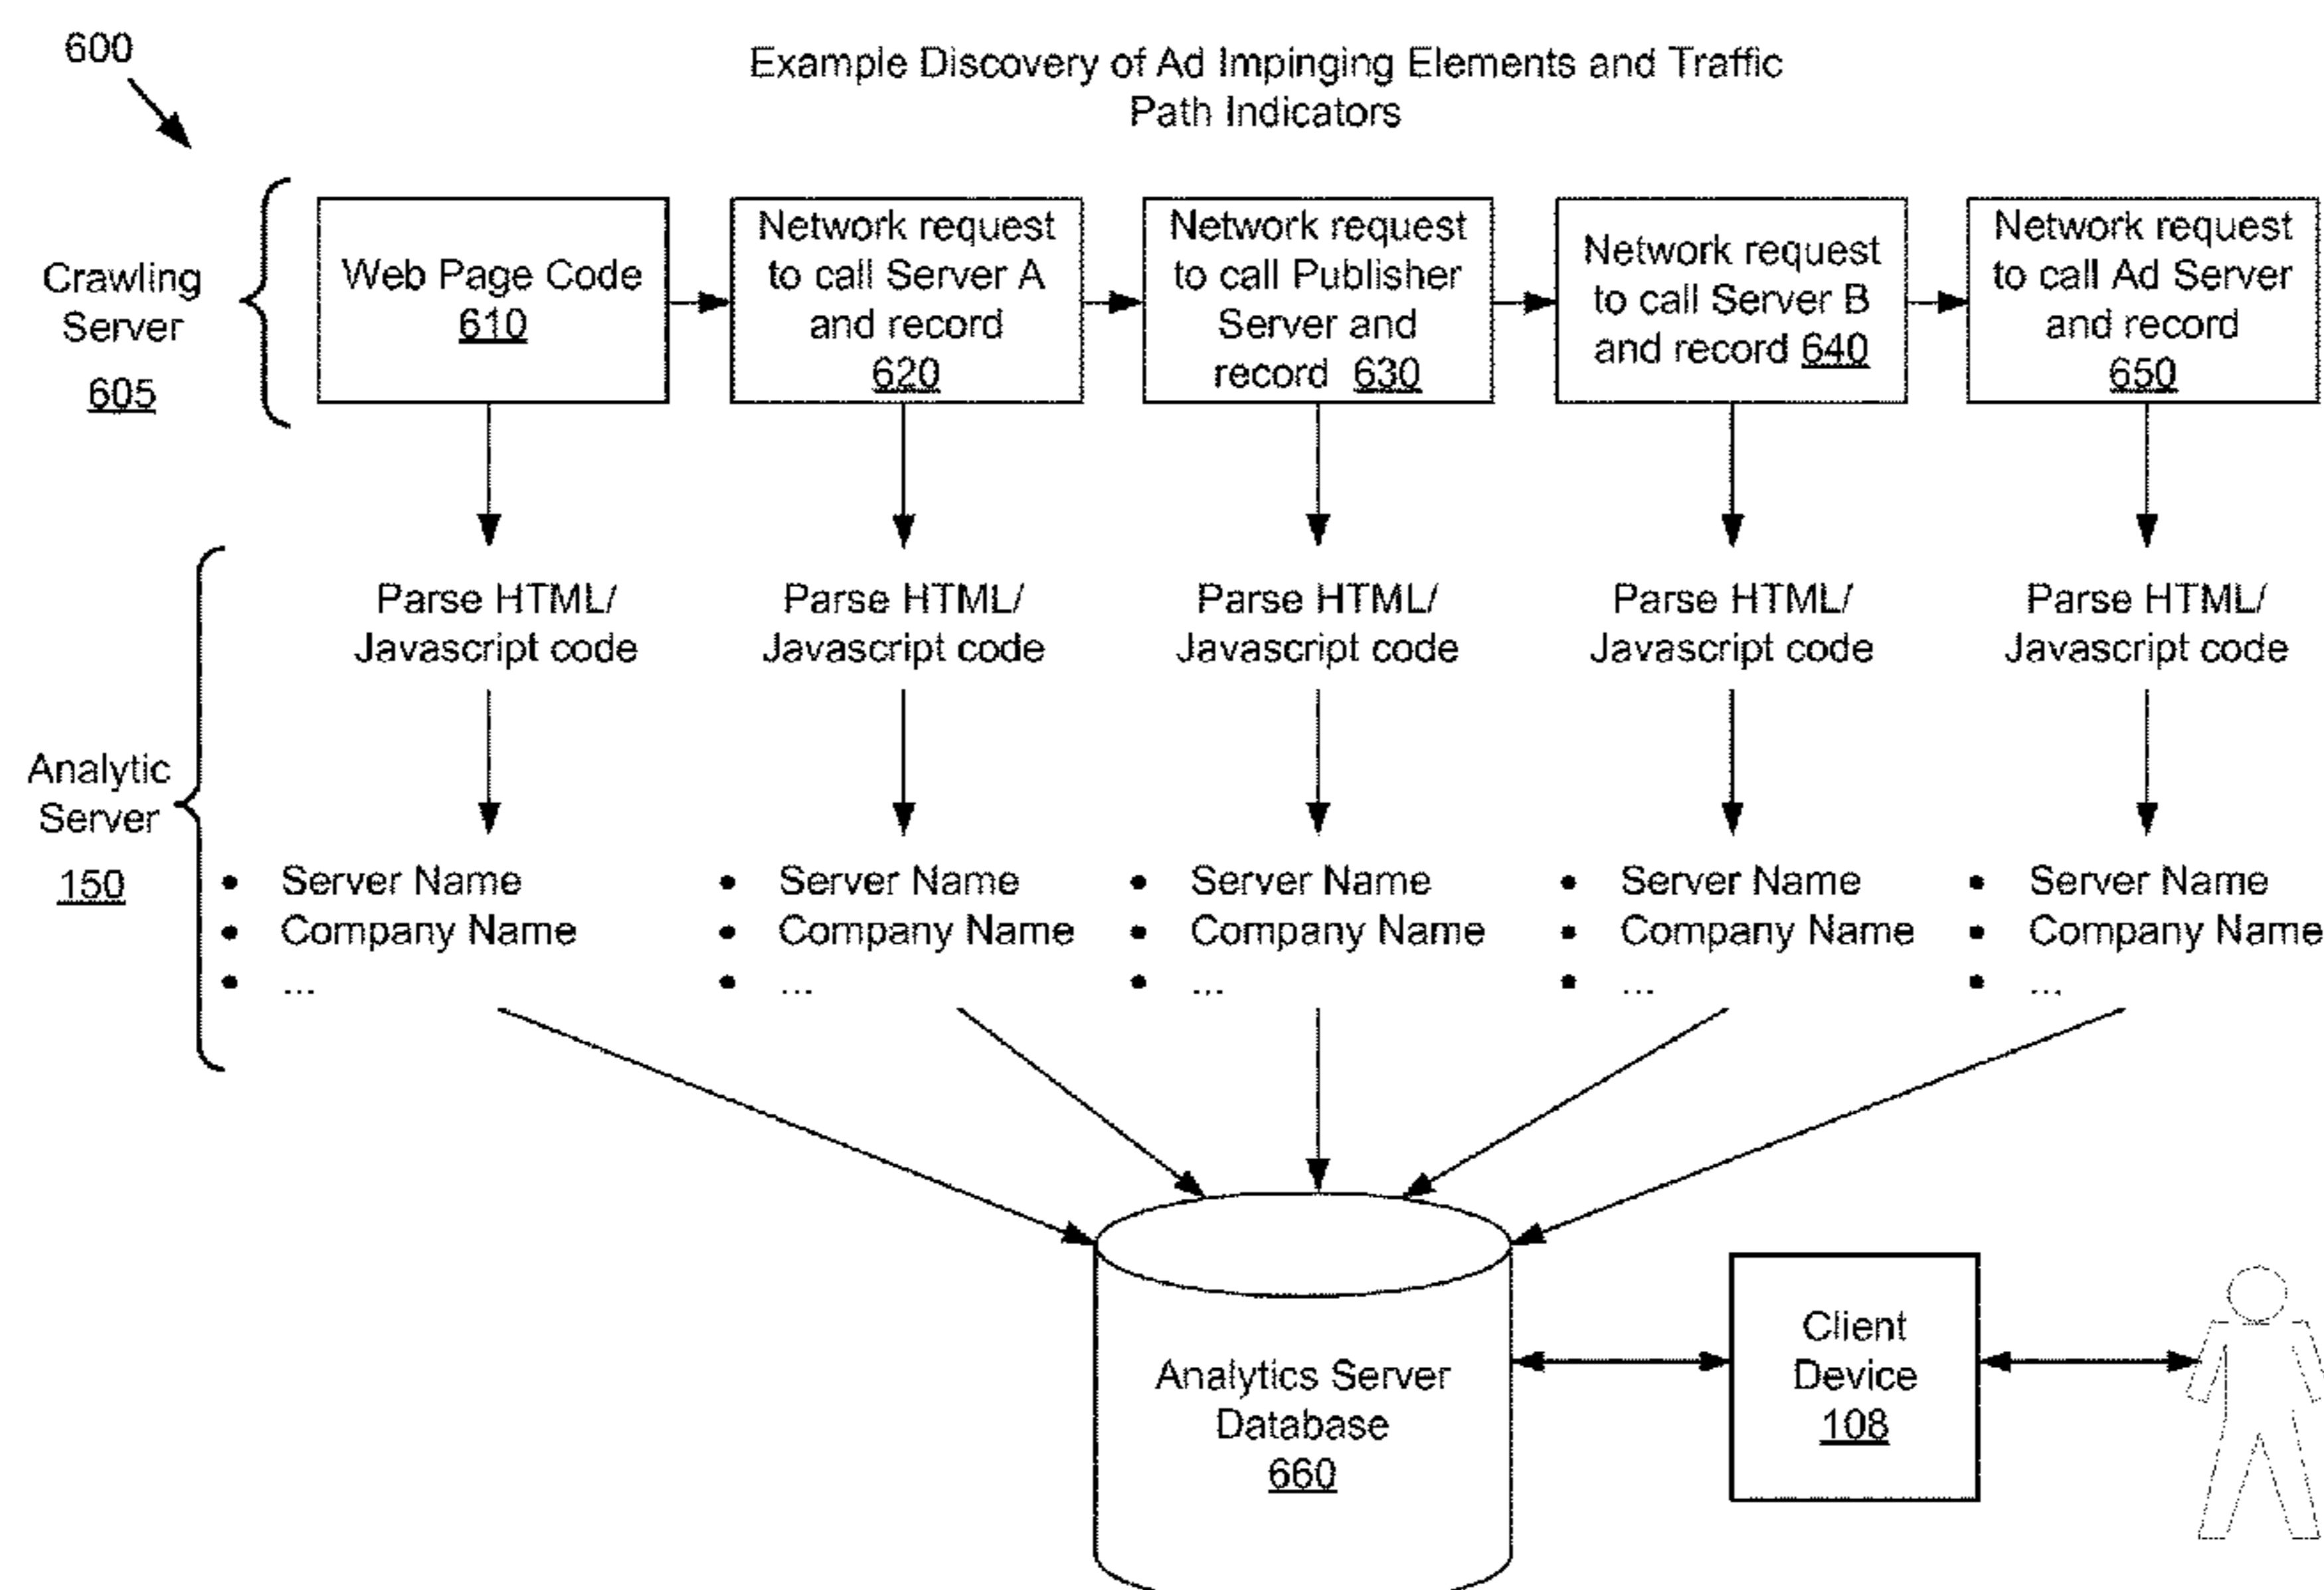 600
Example Discovery of Ad Impinging Elements and Traffic
Path Indicators
Crawling
Server
605
Web Page Code
610
Network request
to call Server A
and record
620
Network request
to call Publisher
Server and
record 630
Network request
to call Server B
and record 640
Network request
to call Ad Server
and record
650
Analytic
Server
150
Parse HTML/
Javascript code
Parse HTML/
Javascript code
Parse HTML/
Javascript code
Parse HTML/
Javascript code
Parse HTML/
Javascript code
• Server Name
• Company Name
• ...
• Server Name
• Company Name
• ...
• Server Name
• Company Name
• ...
• Server Name
• Company Name
• ...
• Server Name
• Company Name
• ...
Analytics Server
Database
660
Client
Device
108